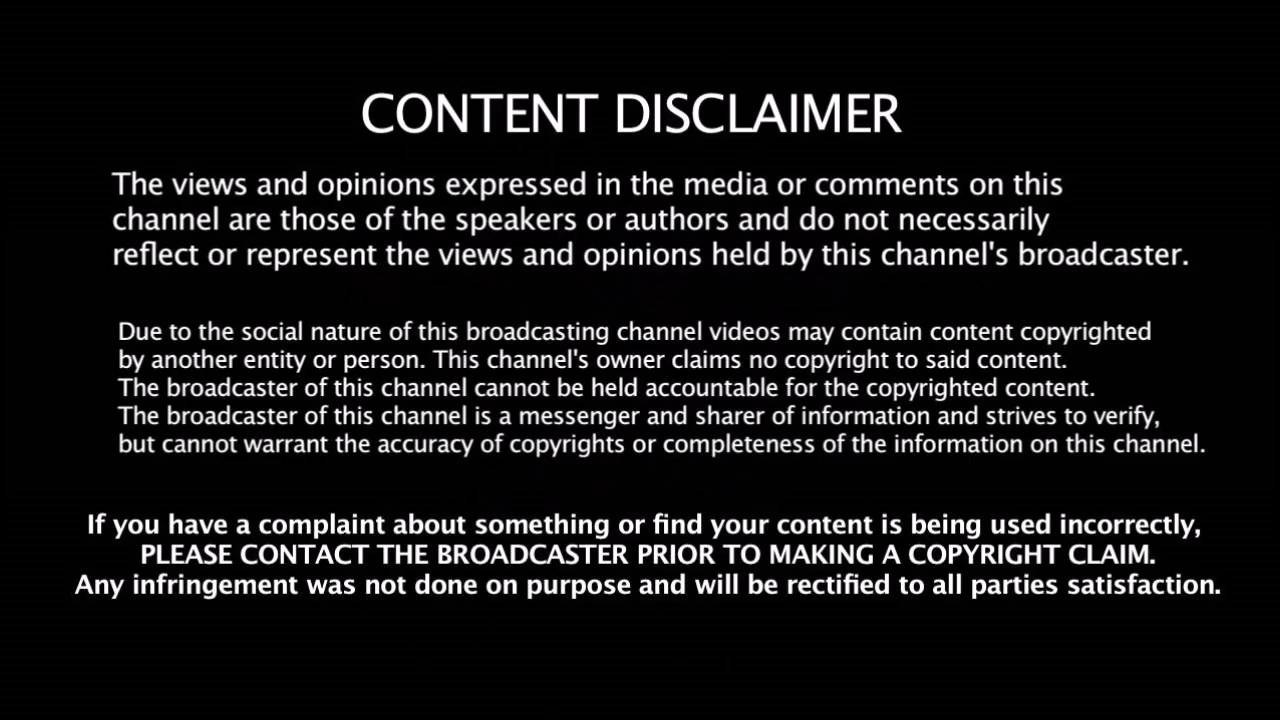 CONTENT DISCLAIMER
The views and opinions expressed in the media or comments on this
channel are those of the speakers or authors and do not necessarily
reflect or represent the views and opinions held by this channel's broadcaster.
Due to the social nature of this broadcasting channel videos may contain content copyrighted
by another entity or person. This channel's owner claims no copyright to said content.
The broadcaster of this channel cannot be held accountable for the copyrighted content.
The broadcaster of this channel is a messenger and sharer of information and strives to verify,
but cannot warrant the accuracy of copyrights or completeness of the information on this channel.
If you have a complaint about something or find your content is being used incorrectly,
PLEASE CONTACT THE BROADCASTER PRIOR TO MAKING A COPYRIGHT CLAIM.
Any infringement was not done on purpose and will be rectified to all parties satisfaction.